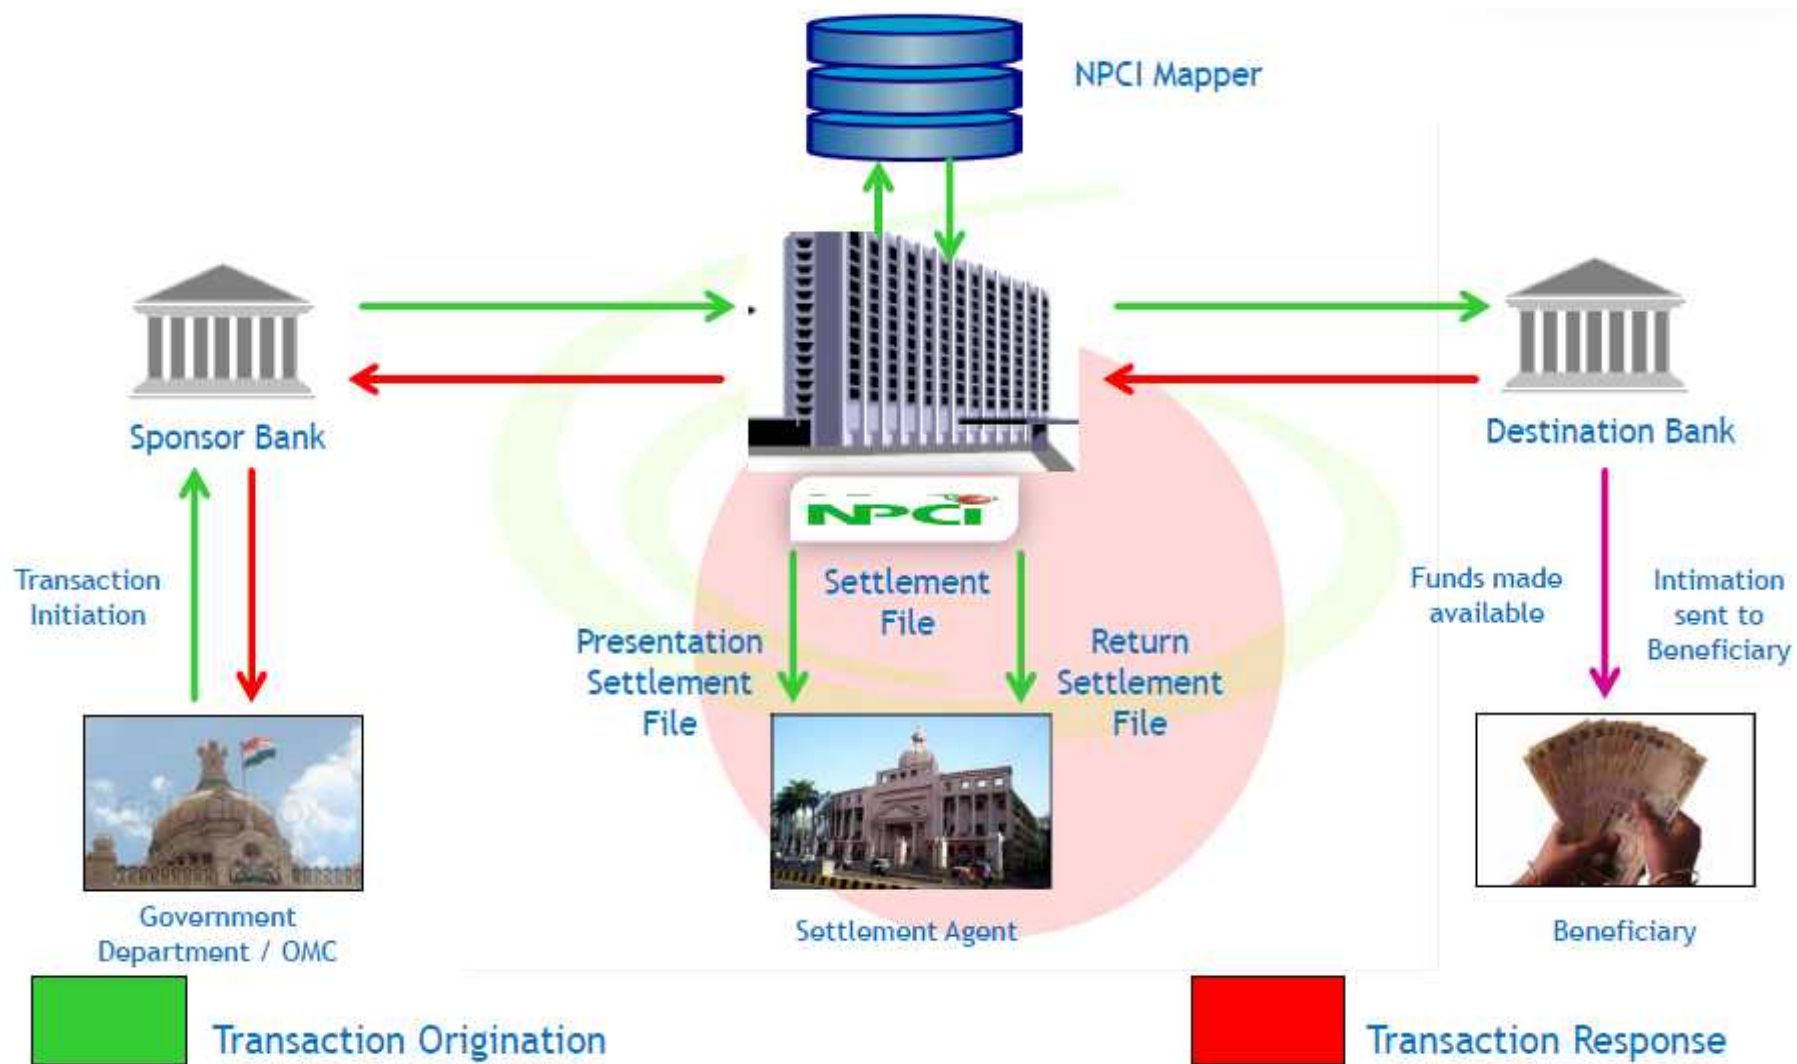 NPCI Mapper
Sponsor Bank
Destination Bank
NPCI
Transaction
Initiation
Settlement
File
Presentation
Settlement
File
Return
Settlement
File
Funds made
available
Intimation
sent to
Beneficiary
Government
Department / OMC
Settlement Agent
Beneficiary
Transaction Origination
Transaction Response